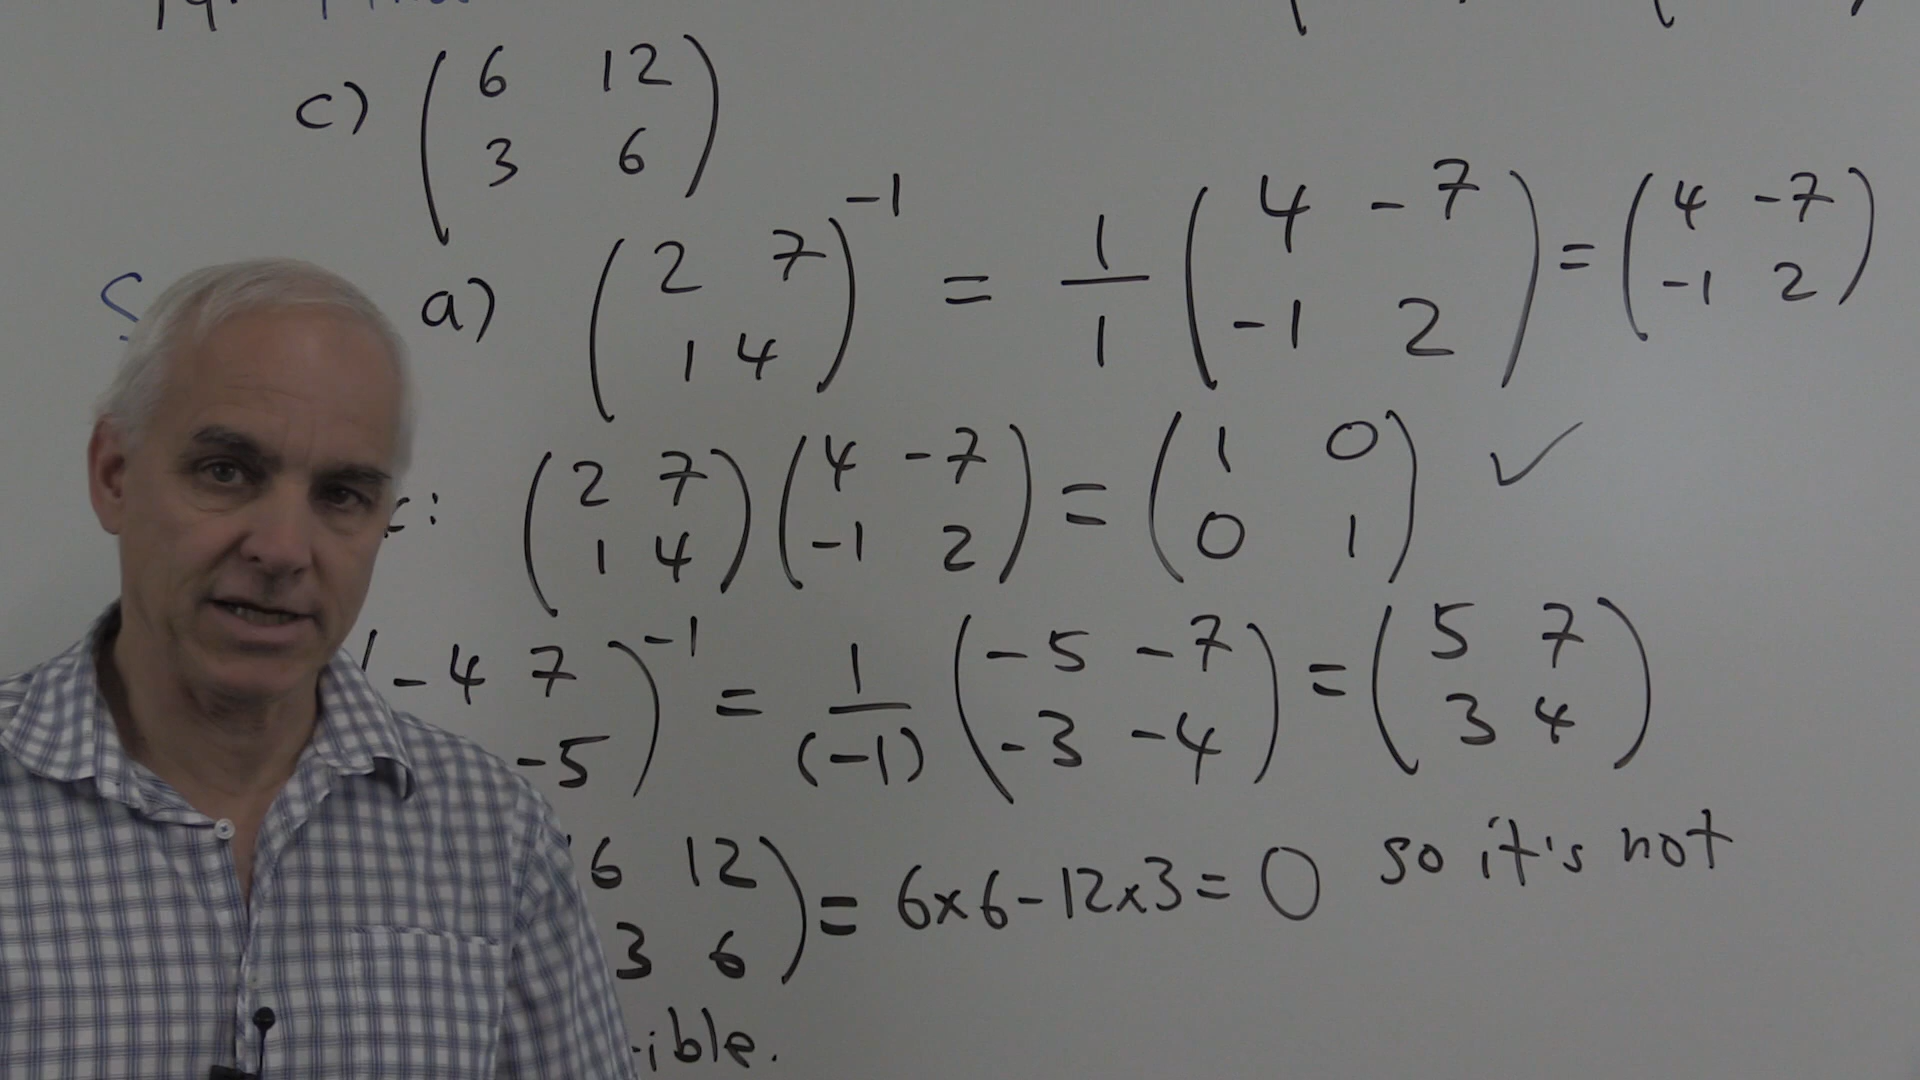 c) ( 6 12
3 6 )
a) ( 2 7
1 4 )⁻¹ = 1/1 ( 4 -7
-1 2 ) = ( 4 -7
-1 2 )
( 2 7
1 4 ) ( 4 -7
-1 2 ) = ( 1 0
0 1 ) ✓
( -4 7
-5 )⁻¹ = 1/(-1) ( -5 -7
-3 -4 ) = ( 5 7
3 4 )
6 12
3 6 ) = 6×6-12×3 = 0 so it's not
ible.